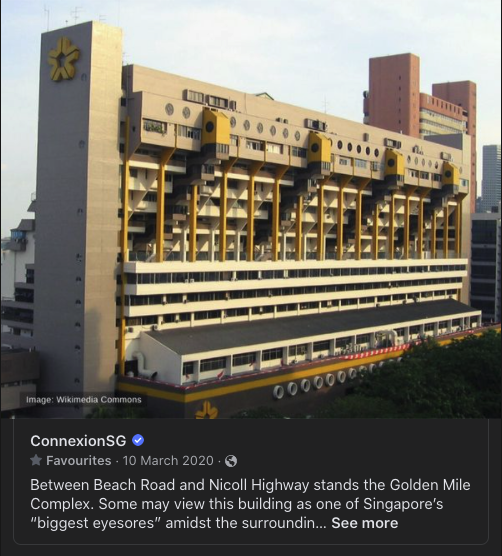 Image: Wikimedia Commons
ConnexionSG
Favourites · 10 March 2020 ·
Between Beach Road and Nicoll Highway stands the Golden Mile
Complex. Some may view this building as one of Singapore’s
“biggest eyesores” amidst the surroundin... See more